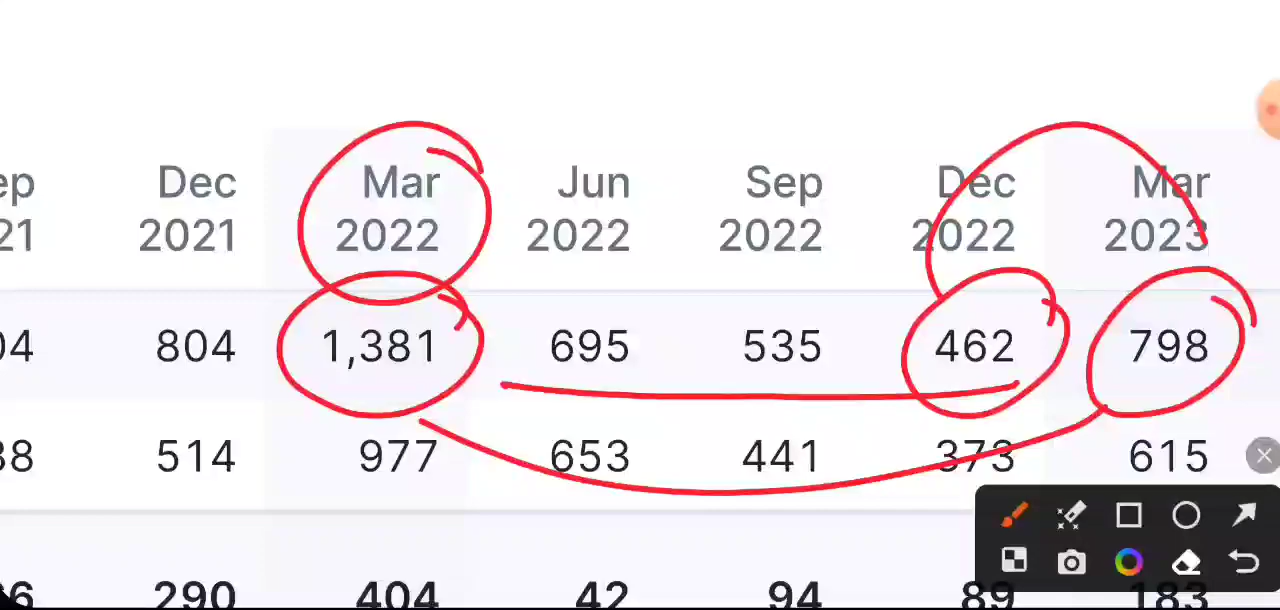 ep Dec Mar Jun Sep Dec Mar
21 2021 2022 2022 2022 2022 2023
04 804 1,381 695 535 462 798
38 514 977 653 441 373 615
6 290 404 42 94 89 183